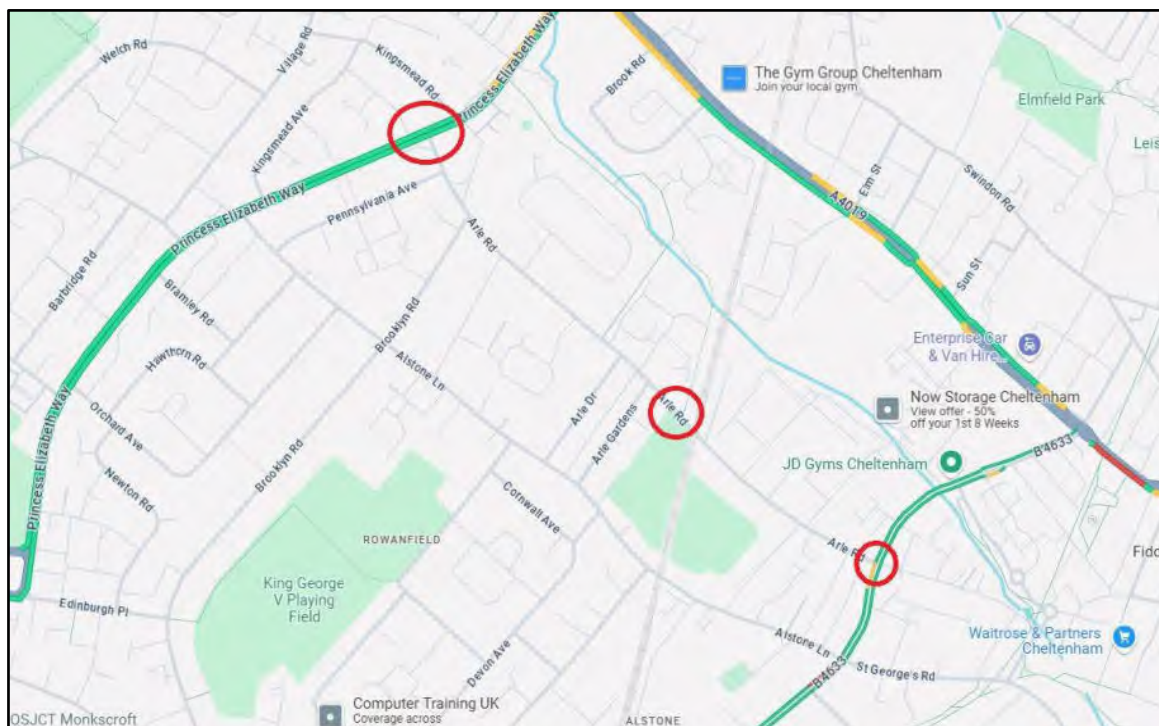 Welch Rd
Village Rd
Kingsmead Rd
Princess Elizabeth Way
Brook Rd
The Gym Group Cheltenham
Join your local gym
Elmfield Park
Leis
Kingsmead Ave
Swindon Rd
Elm St
A4019
Princess Elizabeth Way
Pennsylvania Ave
Arle Rd
Barbridge Rd
Bramley Rd
Brooklyn Rd
Sun St
Hawthorn Rd
Alstone Ln
Enterprise Car
& Van Hire...
Orchard Ave
Arle Dr
Arle Gardens
Arle Rd
Now Storage Cheltenham
View offer - 50%
off your 1st 8 Weeks
Princess Elizabeth Way
Newton Rd
Brooklyn Rd
B4633
JD Gyms Cheltenham
Cornwall Ave
ROWANFIELD
Arle Rd
Fidd
King George
V Playing
Field
Edinburgh Pl
Devon Ave
Alstone Ln
St George's Rd
Waitrose & Partners
Cheltenham
B4633
Computer Training UK
Coverage across
OSJCT Monkscroft
ALSTONE